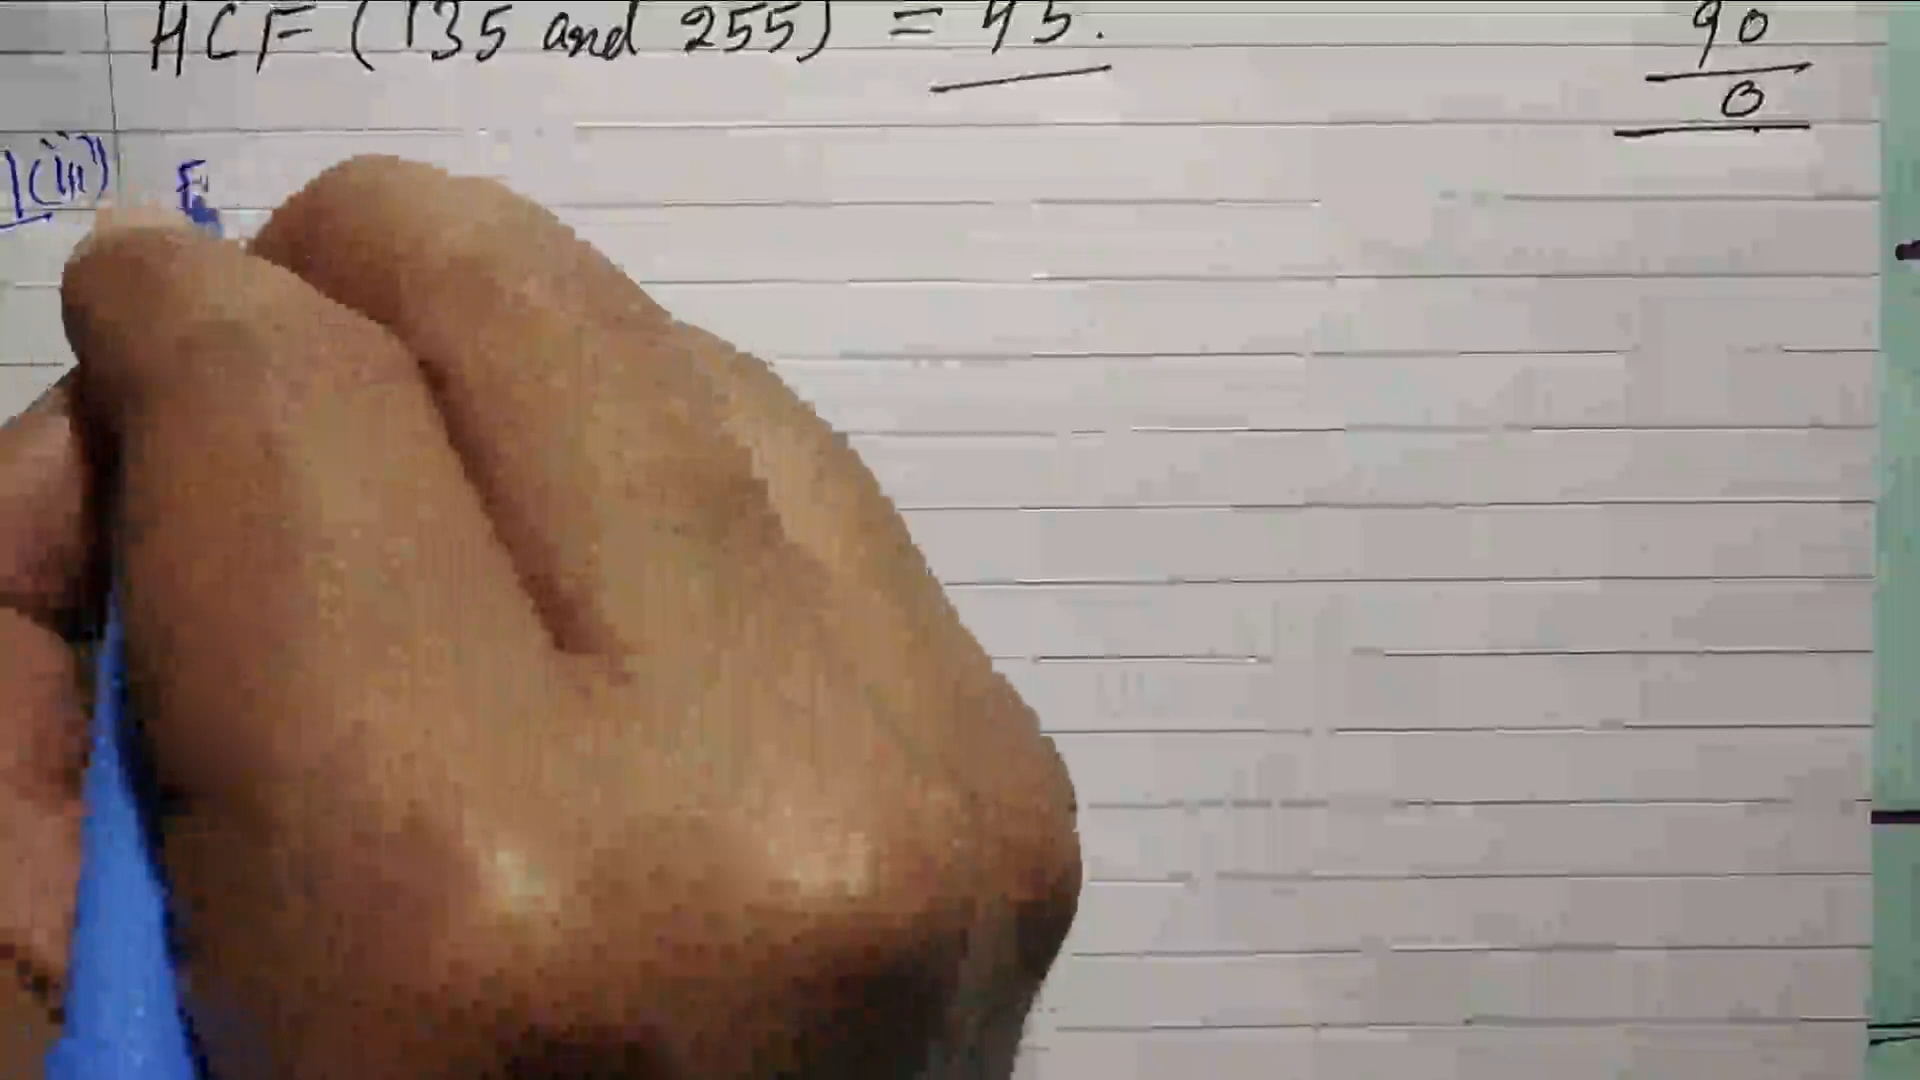 HCF (135 and 255) = 45.
90
0
1(iii) F